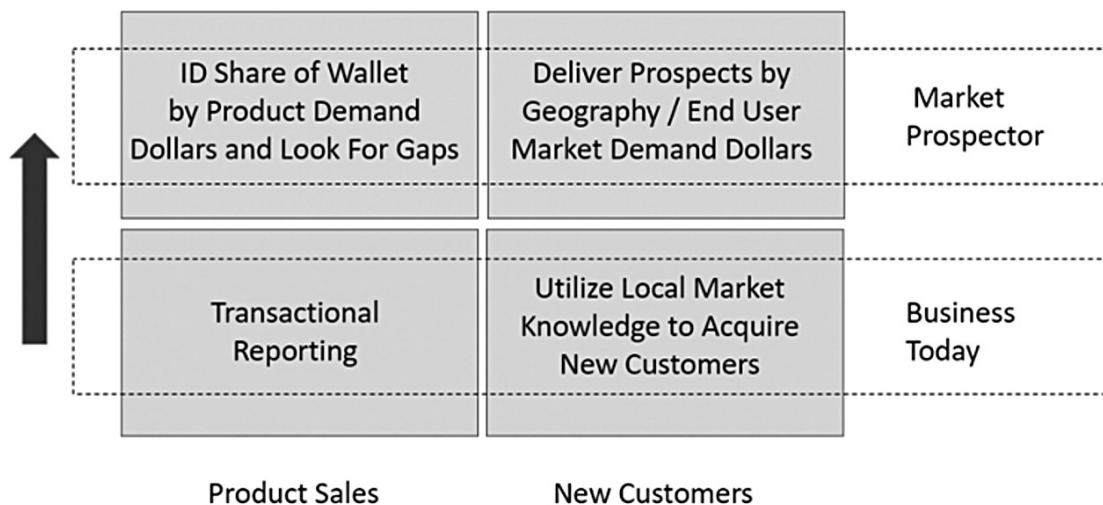 ID Share of Wallet
by Product Demand
Dollars and Look For Gaps
Deliver Prospects by
Geography / End User
Market Demand Dollars
Market
Prospector
Transactional
Reporting
Utilize Local Market
Knowledge to Acquire
New Customers
Business
Today
Product Sales
New Customers